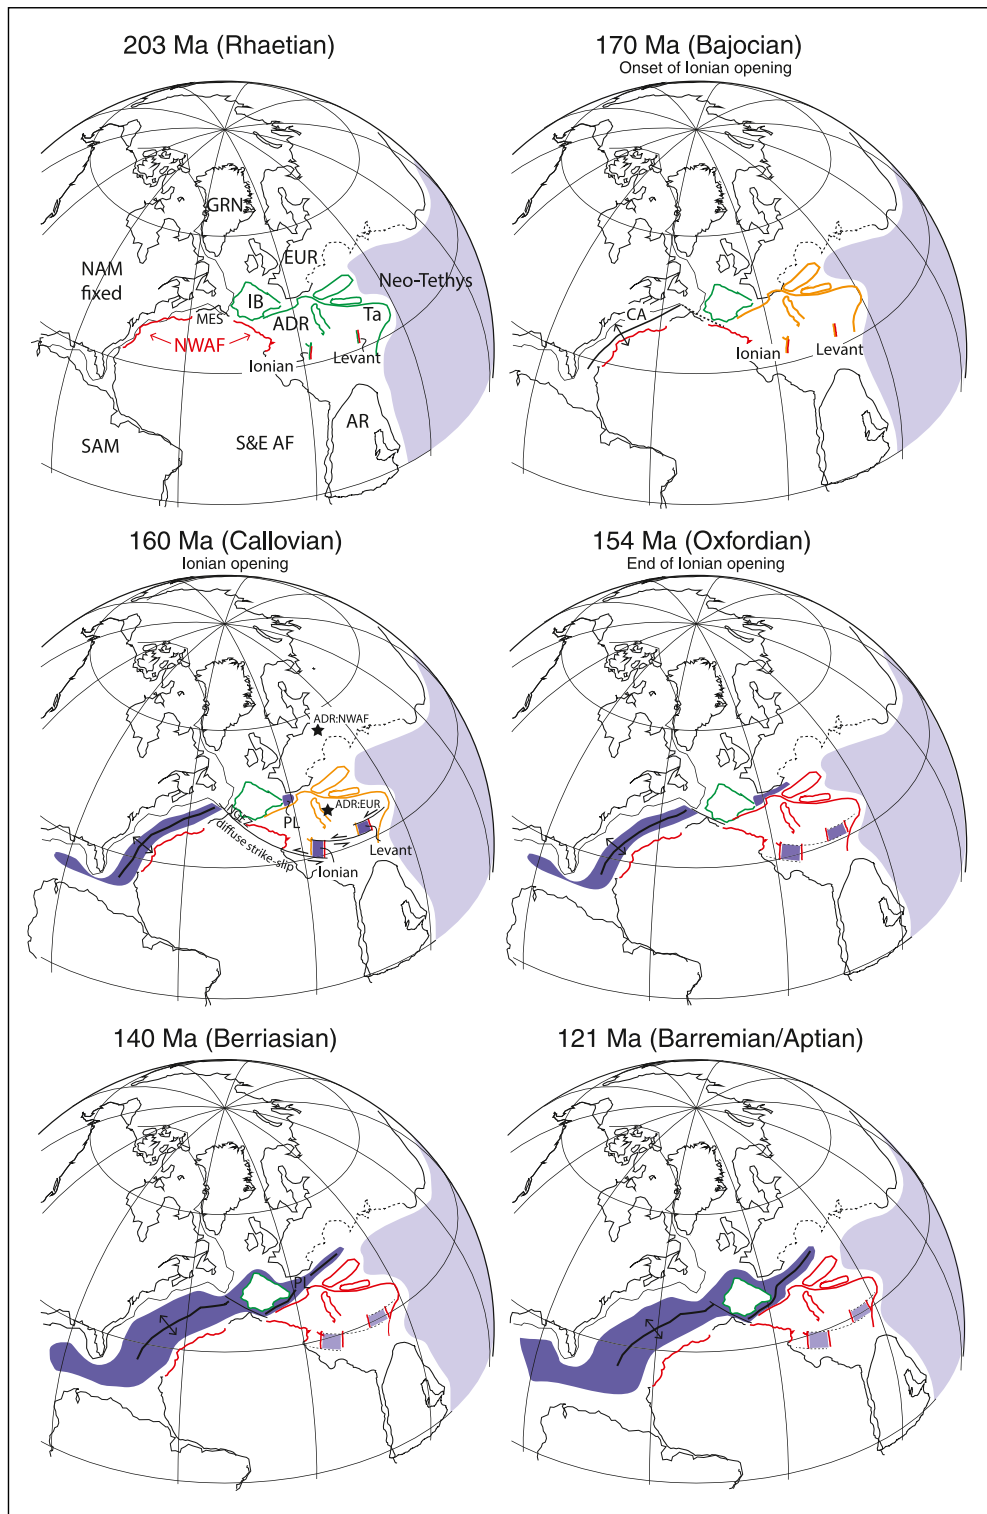 203 Ma (Rhaetian)
GRN
EUR
NAM
fixed
Neo-Tethys
IB
MES
ADR
Ta
NWAF
Ionian
Levant
AR
SAM
S&E AF
170 Ma (Bajocian)
Onset of Ionian opening
CA
Ionian
Levant
160 Ma (Callovian)
Ionian opening
ADR:NWAF
ADR:EUR
PL
diffuse strike-slip
Levant
Ionian
154 Ma (Oxfordian)
End of Ionian opening
140 Ma (Berriasian)
PL
121 Ma (Barremian/Aptian)